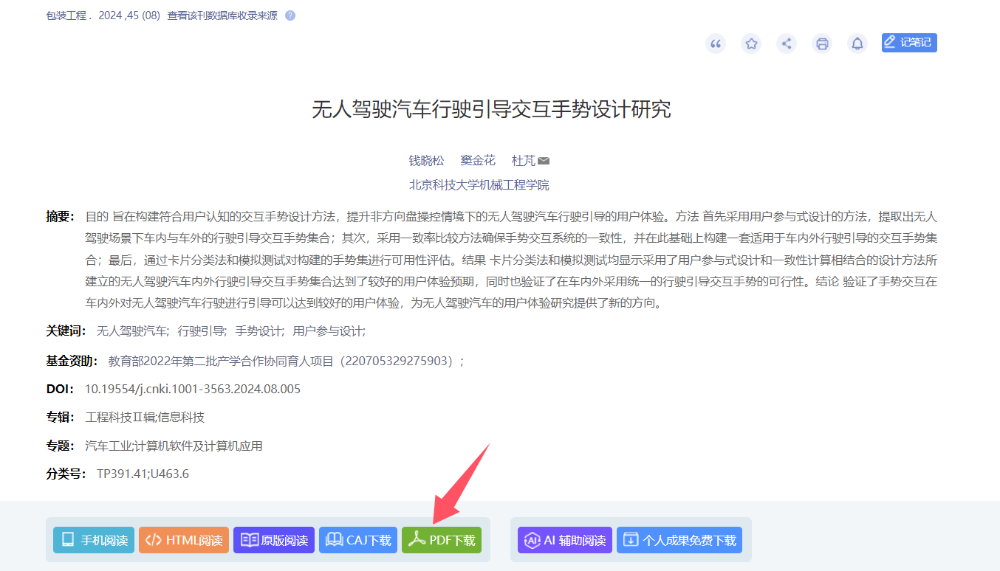 包装工程 . 2024 ,45 (08) 查看该刊数据库收录来源 ?
记笔记
无人驾驶汽车行驶引导交互手势设计研究
钱晓松 窦金花 杜芃
北京科技大学机械工程学院
摘要: 目的 旨在构建符合用户认知的交互手势设计方法，提升非方向盘操控情境下的无人驾驶汽车行驶引导的用户体验。方法 首先采用用户参与式设计的方法，提取出无人
驾驶场景下车内与车外的行驶引导交互手势集合；其次，采用一致率比较方法确保手势交互系统的一致性，并在此基础上构建一套适用于车内外行驶引导的交互手势集
合；最后，通过卡片分类法和模拟测试对构建的手势集进行可用性评估。结果 卡片分类法和模拟测试均显示采用了用户参与式设计和一致性计算相结合的设计方法所
建立的无人驾驶汽车内外行驶引导交互手势集合达到了较好的用户体验预期，同时也验证了在车内外采用统一的行驶引导交互手势的可行性。结论 验证了手势交互在
车内外对无人驾驶汽车行驶进行引导可以达到较好的用户体验，为无人驾驶汽车的用户体验研究提供了新的方向。
关键词: 无人驾驶汽车; 行驶引导; 手势设计; 用户参与设计;
基金资助: 教育部2022年第二批产学合作协同育人项目（220705329275903）;
DOI: 10.19554/j.cnki.1001-3563.2024.08.005
专辑: 工程科技Ⅱ辑;信息科技
专题: 汽车工业;计算机软件及计算机应用
分类号: TP391.41;U463.6
手机阅读 HTML阅读 原版阅读 CAJ下载 PDF下载 AI AI 辅助阅读 个人成果免费下载